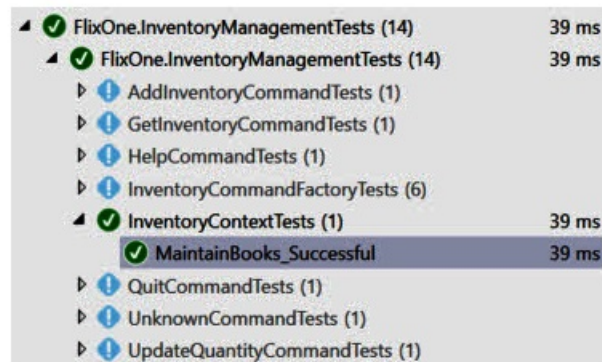 FlixOne.InventoryManagementTests (14) 39 ms
FlixOne.InventoryManagementTests (14) 39 ms
AddInventoryCommandTests (1)
GetInventoryCommandTests (1)
HelpCommandTests (1)
InventoryCommandFactoryTests (6)
InventoryContextTests (1) 39 ms
MaintainBooks_Successful 39 ms
QuitCommandTests (1)
UnknownCommandTests (1)
UpdateQuantityCommandTests (1)